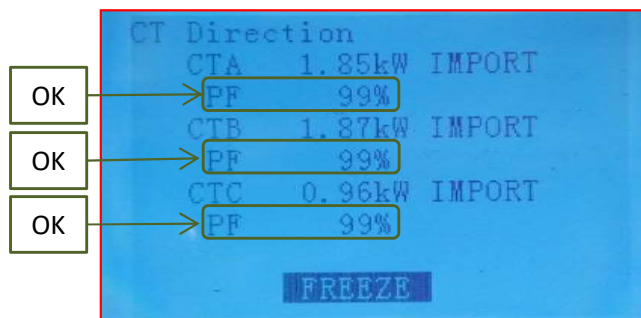 CT Direction
CTA 1.85kW IMPORT
OK
PF 99%
CTB 1.87kW IMPORT
OK
PF 99%
CTC 0.96kW IMPORT
OK
PF 99%
FREEZE